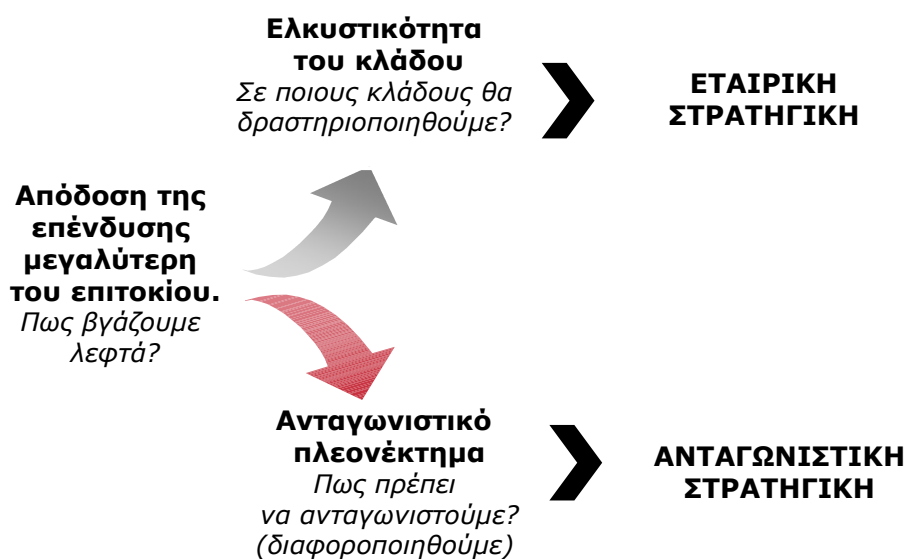 Ελκυστικότητα
του κλάδου
Σε ποιους κλάδους θα
δραστηριοποιηθούμε?
ΕΤΑΙΡΙΚΗ
ΣΤΡΑΤΗΓΙΚΗ
Απόδοση της
επένδυσης
μεγαλύτερη
του επιτοκίου.
Πως βγάζουμε
λεφτά?
Ανταγωνιστικό
πλεονέκτημα
Πως πρέπει
να ανταγωνιστούμε?
(διαφοροποιηθούμε)
ΑΝΤΑΓΩΝΙΣΤΙΚΗ
ΣΤΡΑΤΗΓΙΚΗ